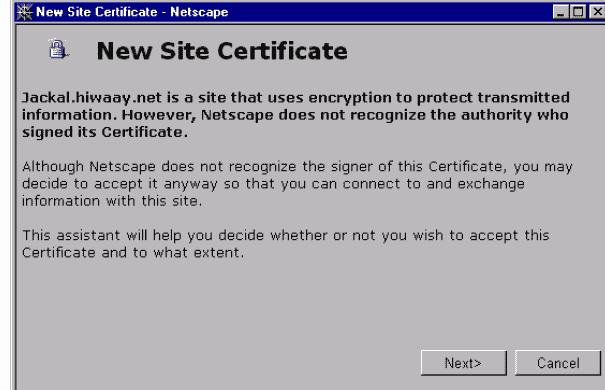 New Site Certificate - Netscape
New Site Certificate
Jackal.hiwaay.net is a site that uses encryption to protect transmitted
information. However, Netscape does not recognize the authority who
signed its Certificate.
Although Netscape does not recognize the signer of this Certificate, you may
decide to accept it anyway so that you can connect to and exchange
information with this site.
This assistant will help you decide whether or not you wish to accept this
Certificate and to what extent.
Next> Cancel